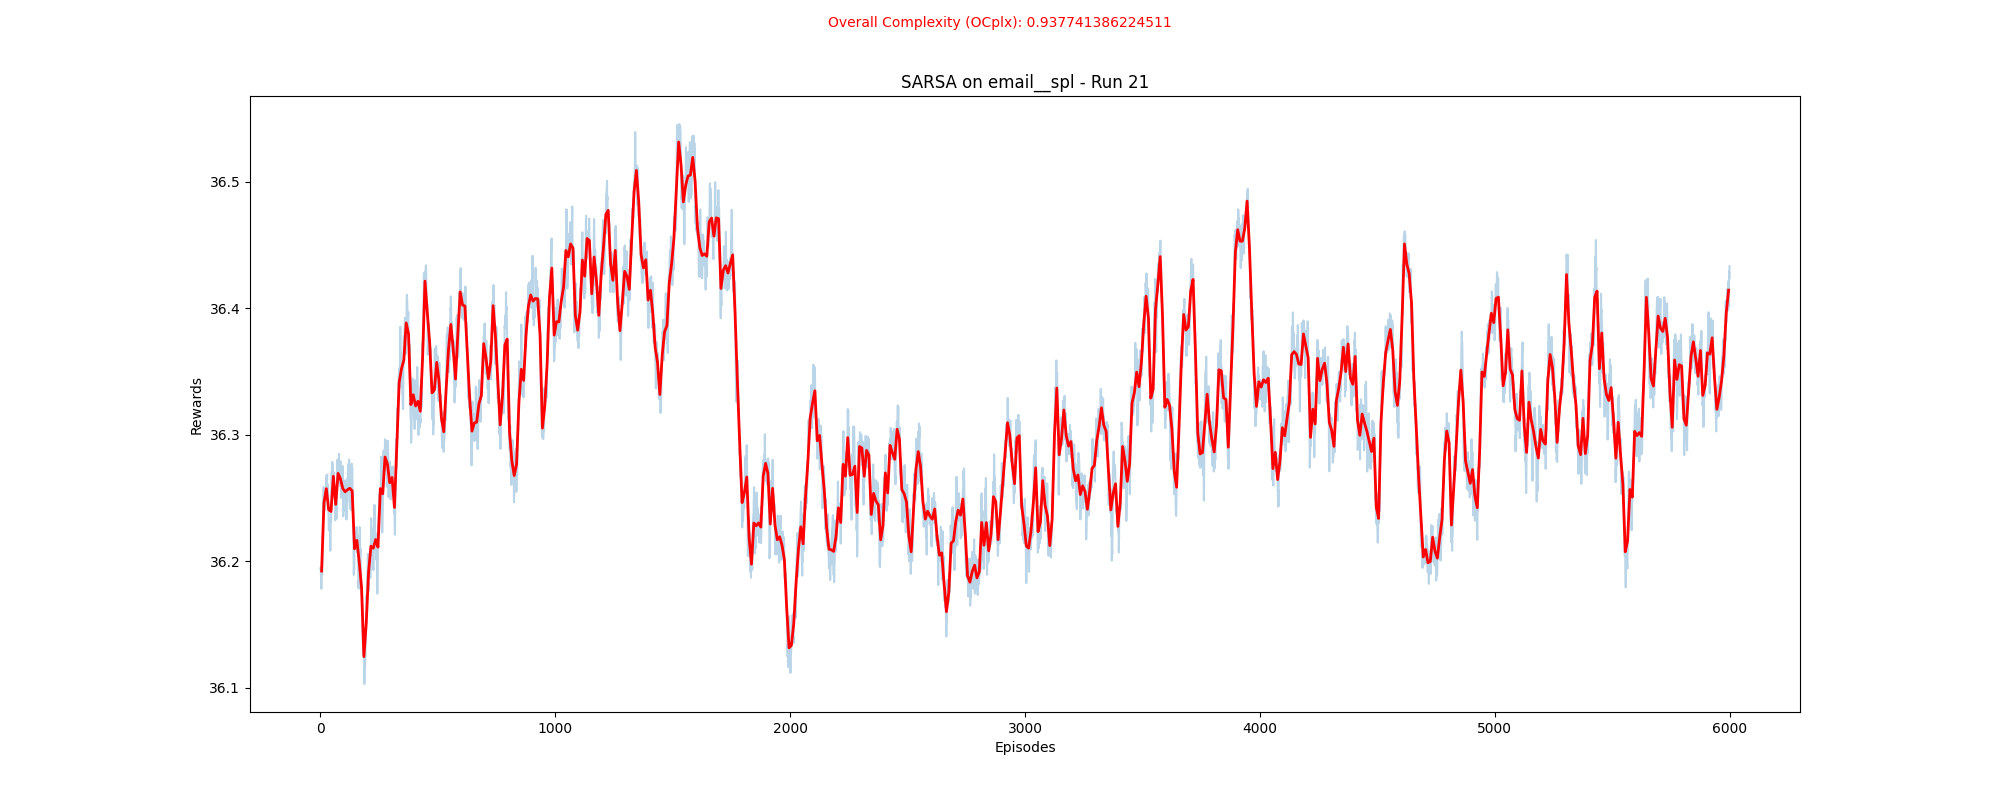 Overall Complexity (OCplx): 0.937741386224511
SARSA on email__spl - Run 21
Rewards
36.5
36.4
36.3
36.2
36.1
0 1000 2000 3000 4000 5000 6000
Episodes